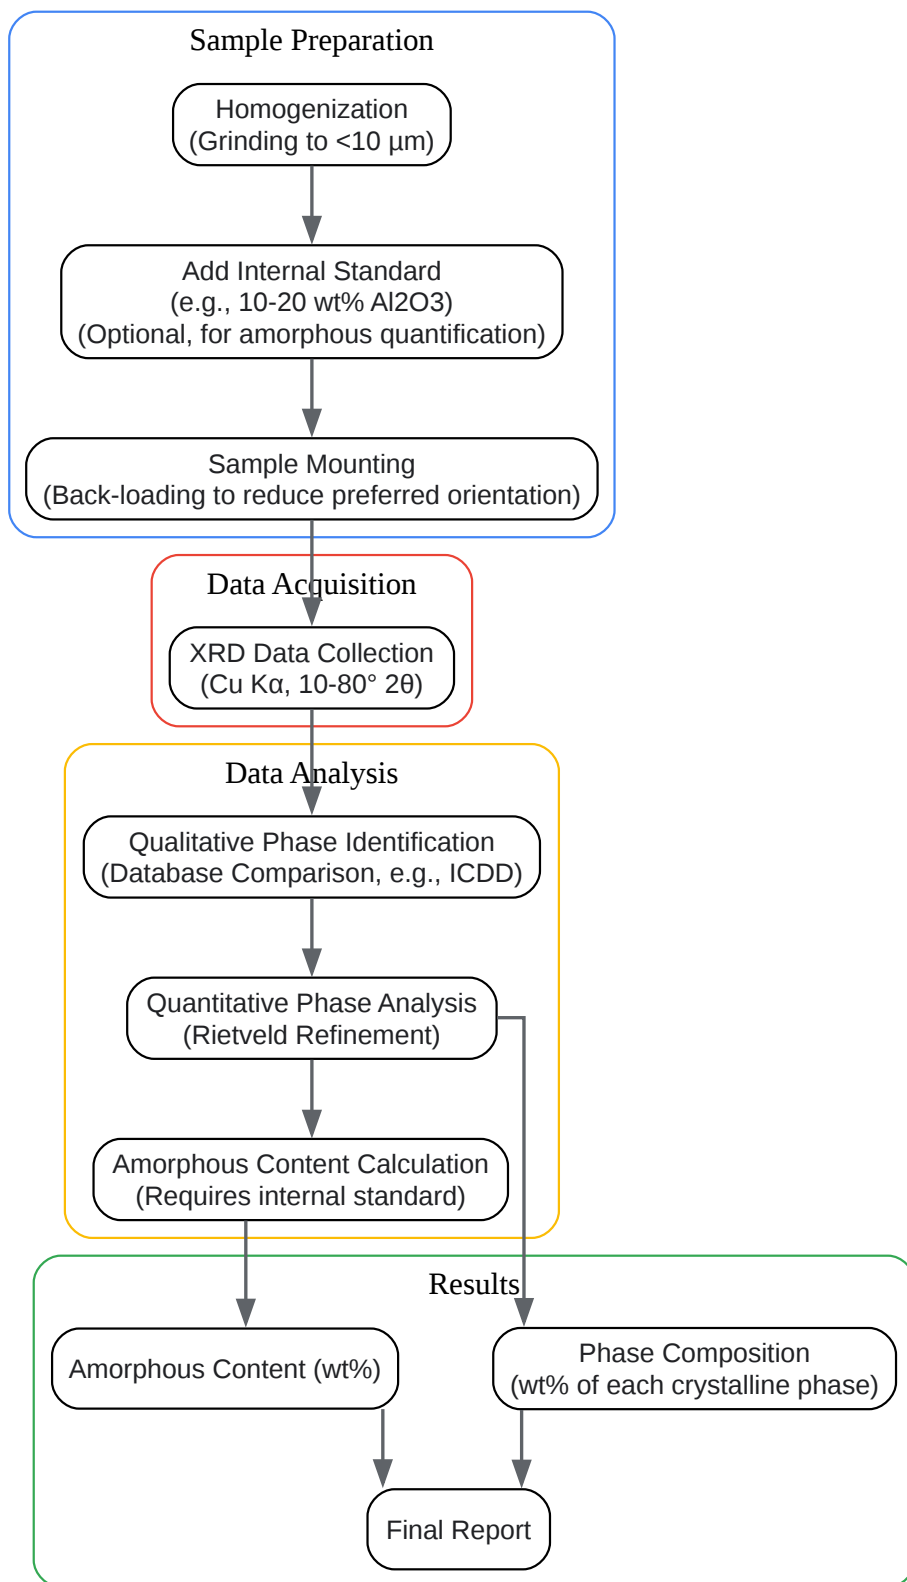 Sample Preparation
Homogenization
(Grinding to <10 µm)
Add Internal Standard
(e.g., 10-20 wt% Al2O3)
(Optional, for amorphous quantification)
Sample Mounting
(Back-loading to reduce preferred orientation)
Data Acquisition
XRD Data Collection
(Cu Kα, 10-80° 2θ)
Data Analysis
Qualitative Phase Identification
(Database Comparison, e.g., ICDD)
Quantitative Phase Analysis
(Rietveld Refinement)
Amorphous Content Calculation
(Requires internal standard)
Results
Amorphous Content (wt%)
Phase Composition
(wt% of each crystalline phase)
Final Report